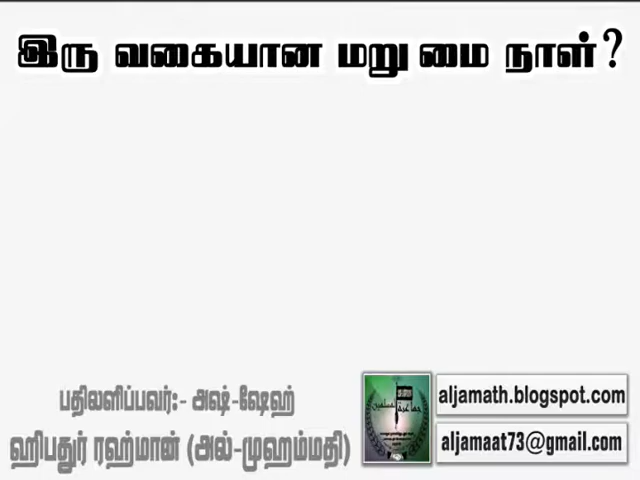 இரு வகையான மறுமை நாள்?
பதிலளிப்பவர்:- அஷ்-ஷேஹ்
ஹிபதுர் ரஹ்மான் (அல்-முஹம்மதி)
aljamath.blogspot.com
aljamaat73@gmail.com